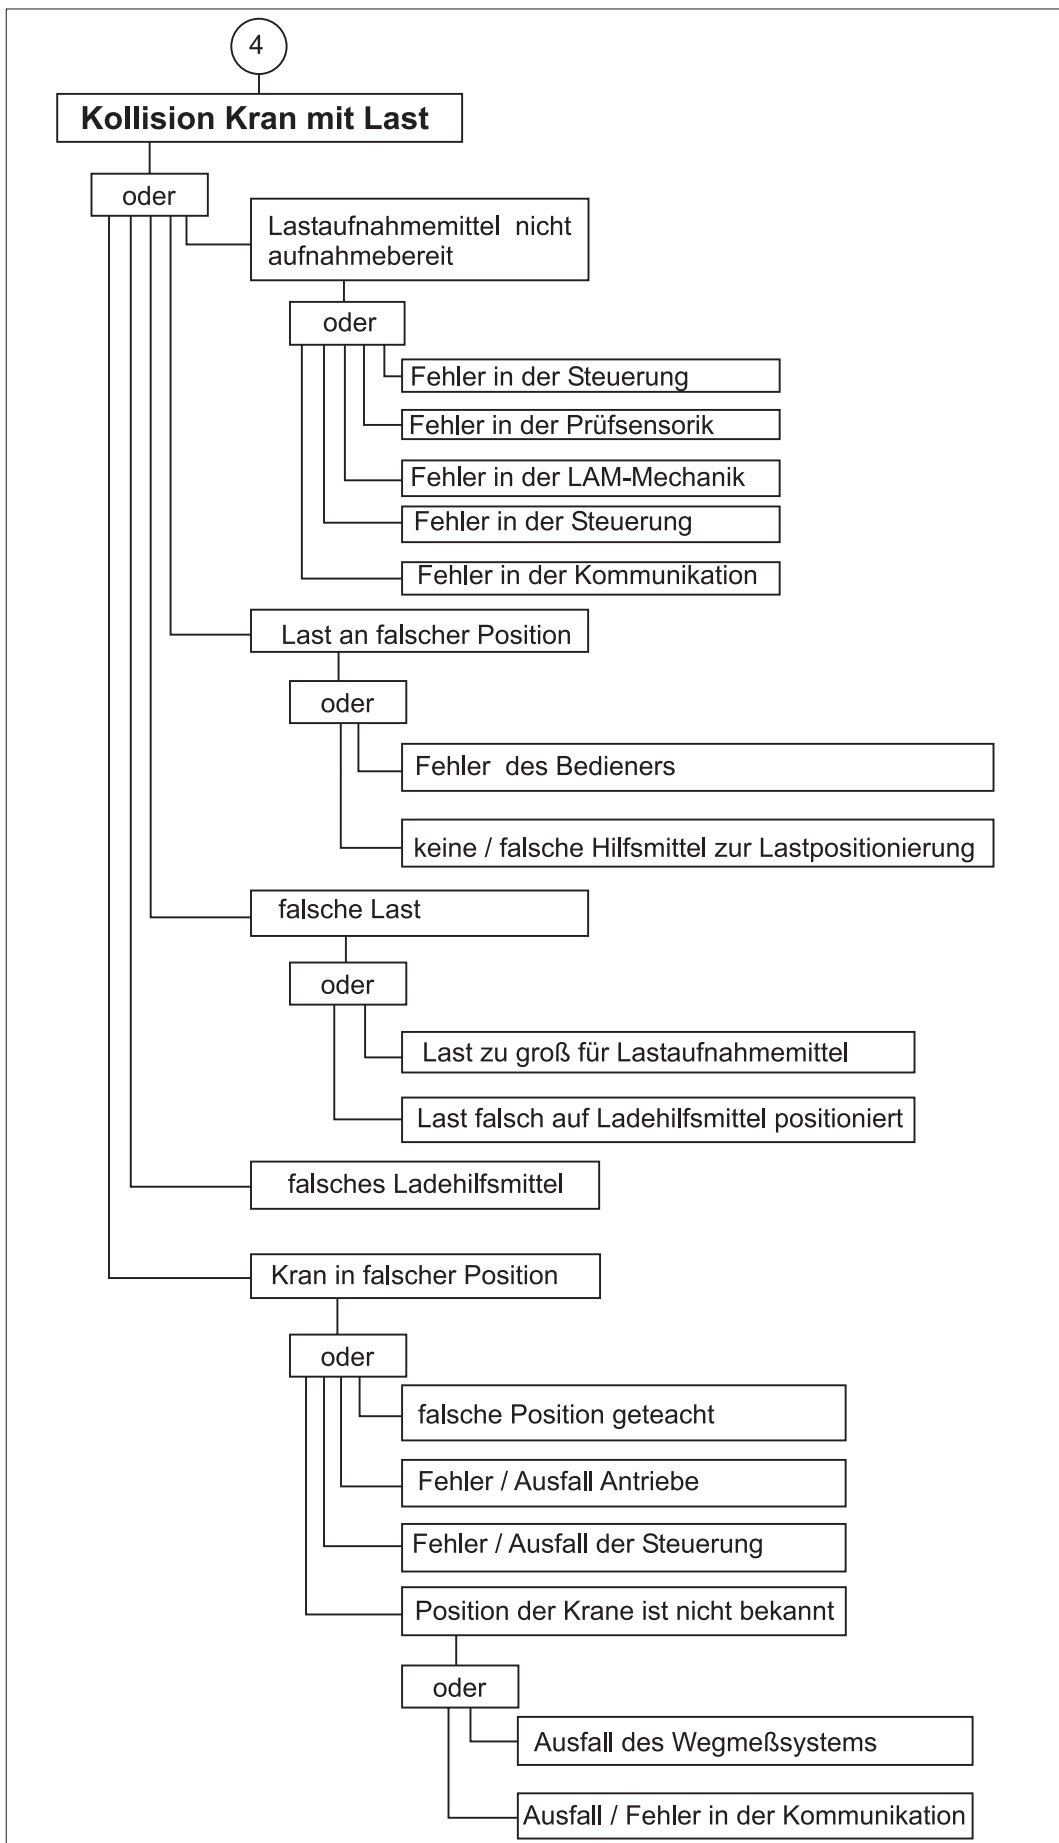 4
Kollision Kran mit Last
oder
Lastaufnahmemittel nicht
aufnahmebereit
oder
Fehler in der Steuerung
Fehler in der Prüfsensorik
Fehler in der LAM-Mechanik
Fehler in der Steuerung
Fehler in der Kommunikation
Last an falscher Position
oder
Fehler des Bedieners
keine / falsche Hilfsmittel zur Lastpositionierung
falsche Last
oder
Last zu groß für Lastaufnahmemittel
Last falsch auf Ladehilfsmittel positioniert
falsches Ladehilfsmittel
Kran in falscher Position
oder
falsche Position geteacht
Fehler / Ausfall Antriebe
Fehler / Ausfall der Steuerung
Position der Krane ist nicht bekannt
oder
Ausfall des Wegmeßsystems
Ausfall / Fehler in der Kommunikation